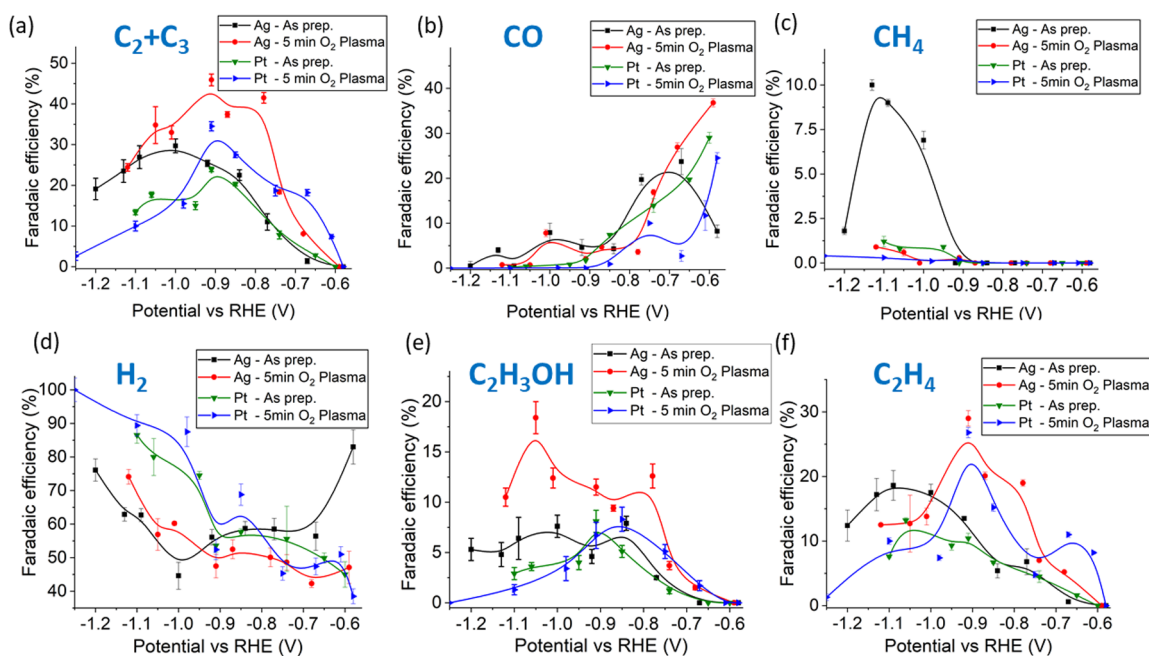 (a)
C₂+C₃
Ag - As prep.
Ag - 5 min O₂ Plasma
Pt - As prep.
Pt - 5 min O₂ Plasma
Faradaic efficiency (%)
50
40
30
20
10
0
-1.2 -1.1 -1.0 -0.9 -0.8 -0.7 -0.6
Potential vs RHE (V)
(b)
CO
Ag - As prep.
Ag - 5min O₂ Plasma
Pt - As prep.
Pt - 5min O₂ Plasma
Faradaic efficiency (%)
50
40
30
20
10
0
-1.2 -1.1 -1.0 -0.9 -0.8 -0.7 -0.6
Potential vs RHE (V)
(c)
CH₄
Ag - As prep.
Ag - 5min O₂ Plasma
Pt - As prep.
Pt - 5min O₂ Plasma
Faradaic efficiency (%)
10.0
7.5
5.0
2.5
0.0
-1.2 -1.1 -1.0 -0.9 -0.8 -0.7 -0.6
Potential vs RHE (V)
(d)
H₂
Ag - As prep.
Ag - 5min O₂ Plasma
Pt - As prep.
Pt - 5min O₂ Plasma
Faradaic efficiency (%)
100
90
80
70
60
50
40
-1.2 -1.1 -1.0 -0.9 -0.8 -0.7 -0.6
Potential vs RHE (V)
(e)
C₂H₃OH
Ag - As prep.
Ag - 5 min O₂ Plasma
Pt - As prep.
Pt - 5 min O₂ Plasma
Faradaic efficiency (%)
20
15
10
5
0
-1.2 -1.1 -1.0 -0.9 -0.8 -0.7 -0.6
Potential vs RHE (V)
(f)
C₂H₄
Ag - As prep.
Ag - 5min O₂ Plasma
Pt - As prep.
Pt - 5min O₂ Plasma
Faradaic efficiency (%)
40
30
20
10
0
-1.2 -1.1 -1.0 -0.9 -0.8 -0.7 -0.6
Potential vs RHE (V)